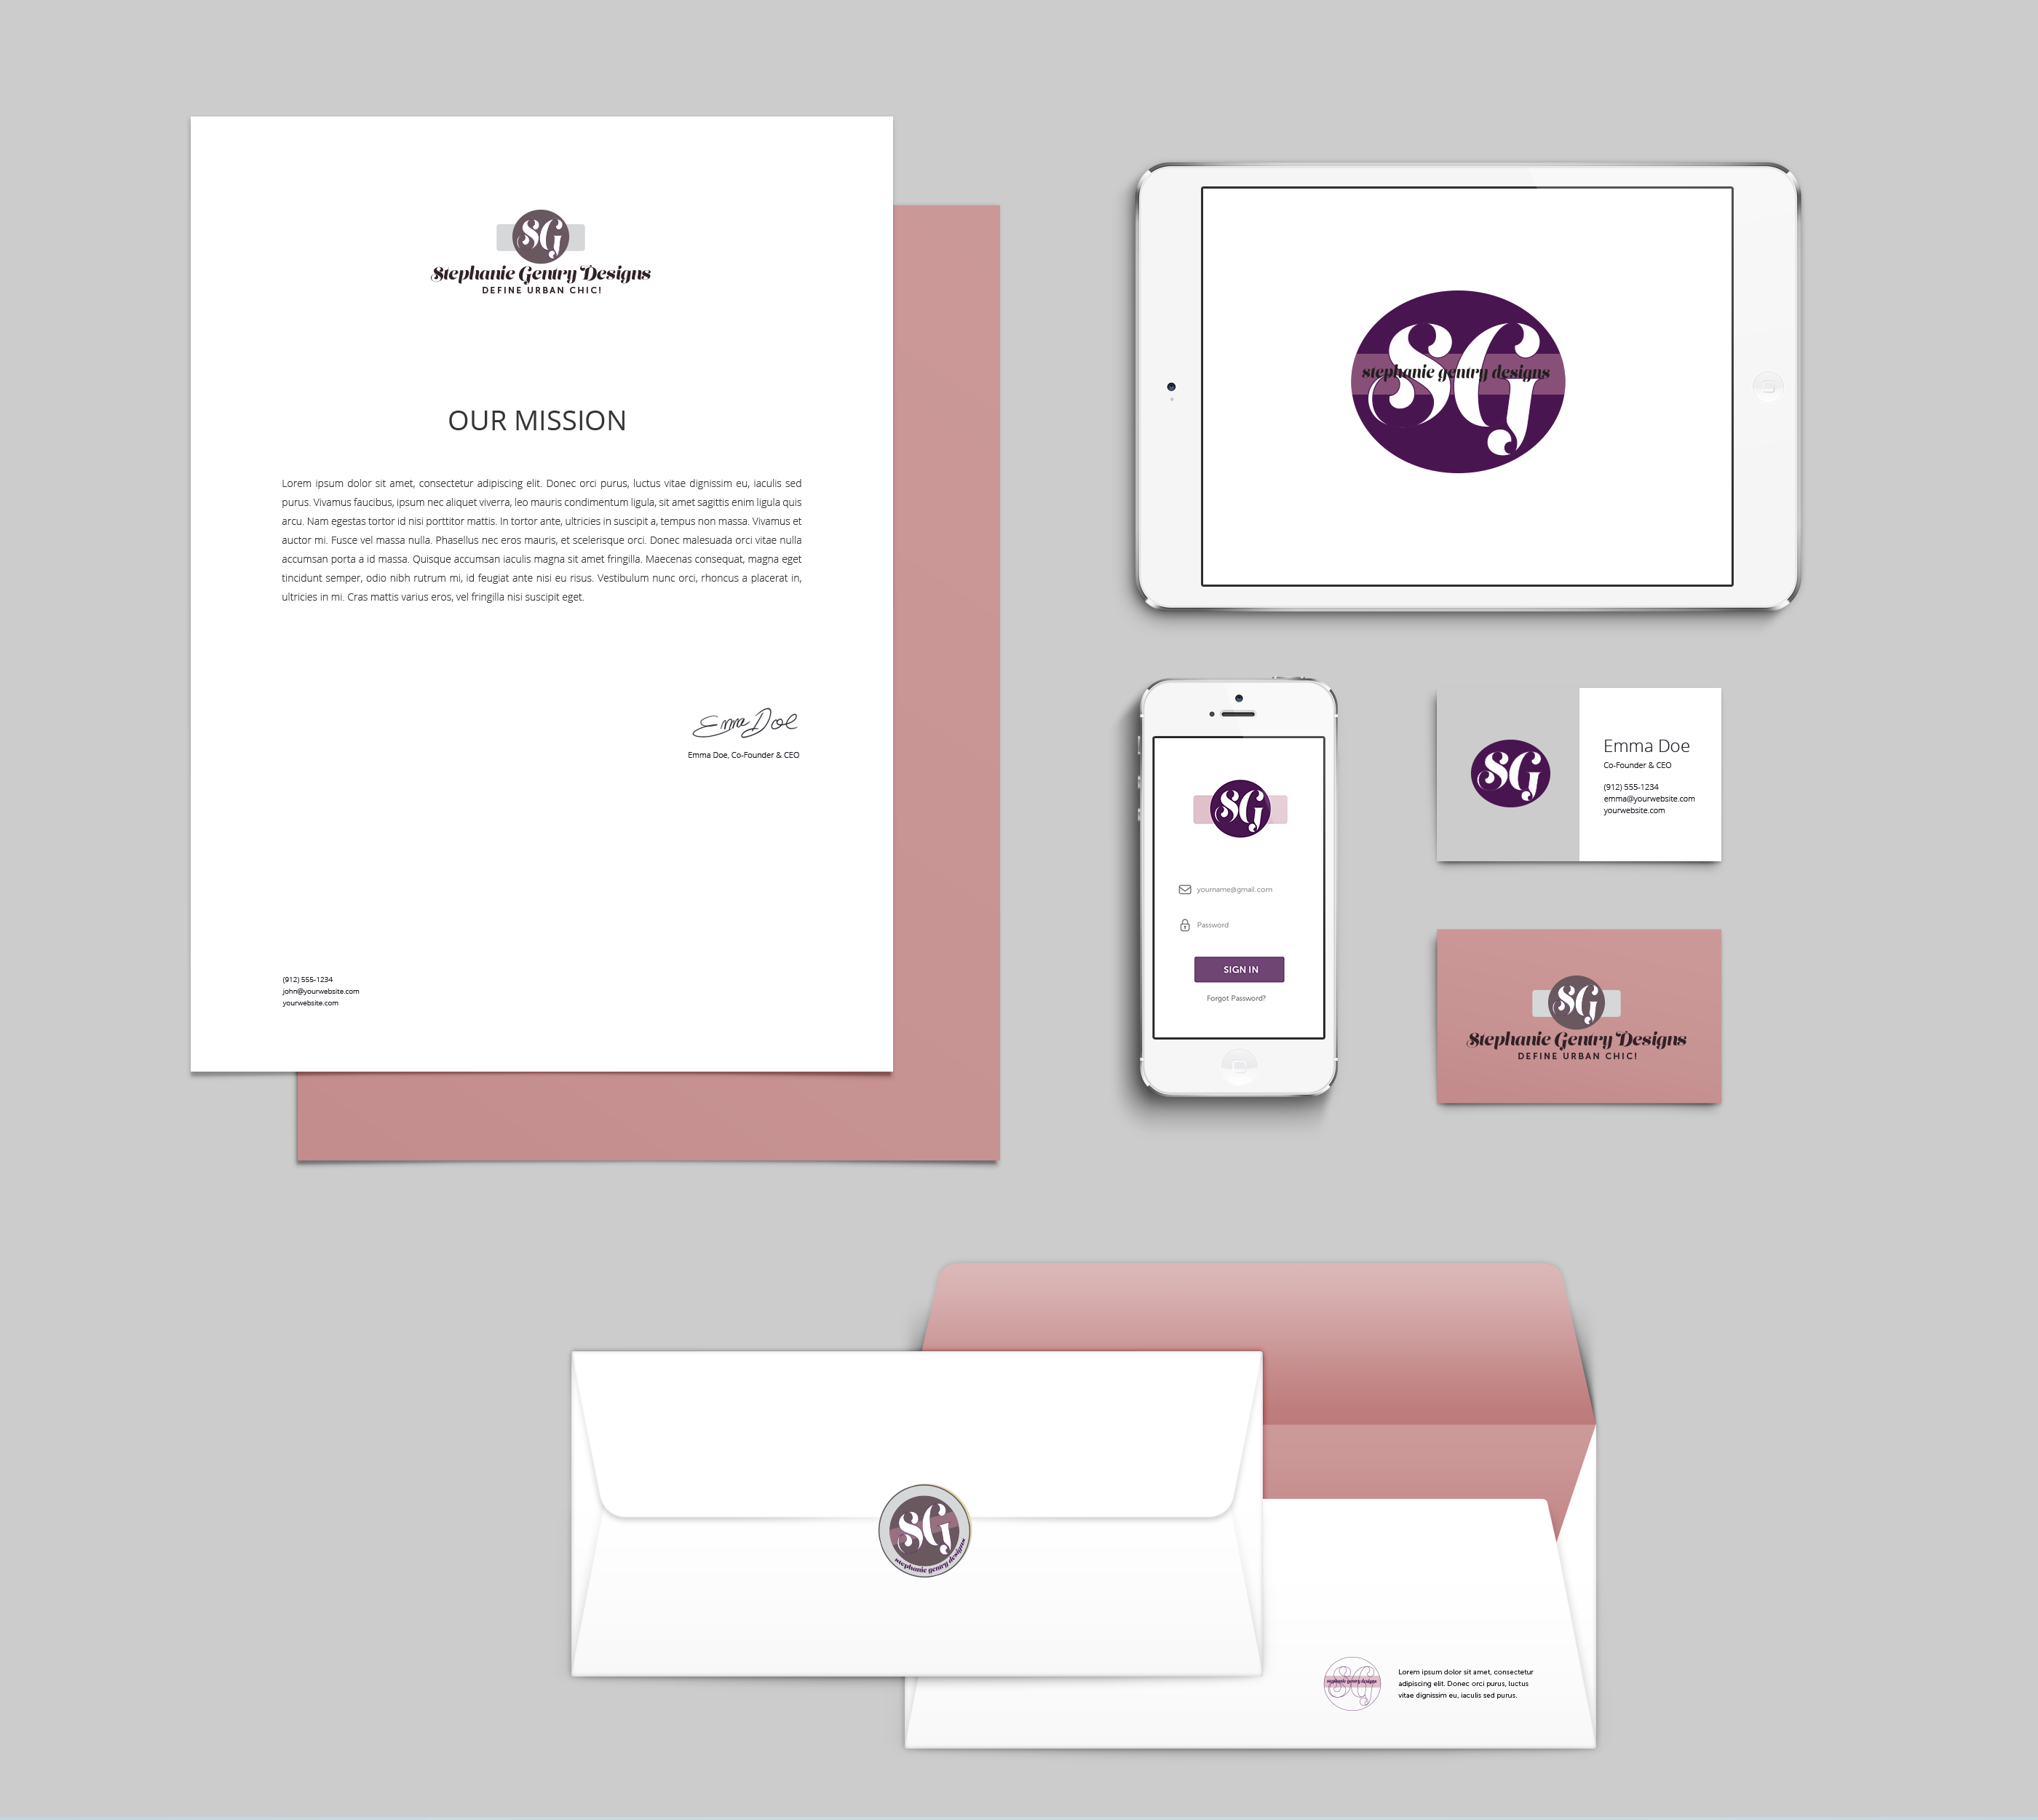 SG
Stephanie Gentry Designs
DEFINE URBAN CHIC!
OUR MISSION
Lorem ipsum dolor sit amet, consectetur adipiscing elit. Donec orci purus, luctus vitae dignissim eu, iaculis sed
purus. Vivamus faucibus, ipsum nec aliquet viverra, leo mauris condimentum ligula, sit amet sagittis enim ligula quis
arcu. Nam egestas tortor id nisi porttitor mattis. In tortor ante, ultricies in suscipit a, tempus non massa. Vivamus et
auctor mi. Fusce vel massa nulla. Phasellus nec eros mauris, et scelerisque orci. Donec malesuada orci vitae nulla
accumsan porta a id massa. Quisque accumsan iaculis magna sit amet fringilla. Maecenas consequat, magna eget
tincidunt semper, odio nibh rutrum mi, id feugiat ante nisi eu risus. Vestibulum nunc orci, rhoncus a placerat in,
ultricies in mi. Cras mattis varius eros, vel fringilla nisi suscipit eget.
Emma Doe
Emma Doe, Co-Founder & CEO
(912) 555-1234
john@yourwebsite.com
yourwebsite.com
SG
stephanie gentry designs
SG
yourname@gmail.com
Password
SIGN IN
Forgot Password?
SG
Emma Doe
Co-Founder & CEO
(912) 555-1234
emma@yourwebsite.com
yourwebsite.com
SG
Stephanie Gentry Designs
DEFINE URBAN CHIC!
SG
stephanie gentry designs
SG
stephanie gentry designs
Lorem ipsum dolor sit amet, consectetur
adipiscing elit. Donec orci purus, luctus
vitae dignissim eu, iaculis sed purus.